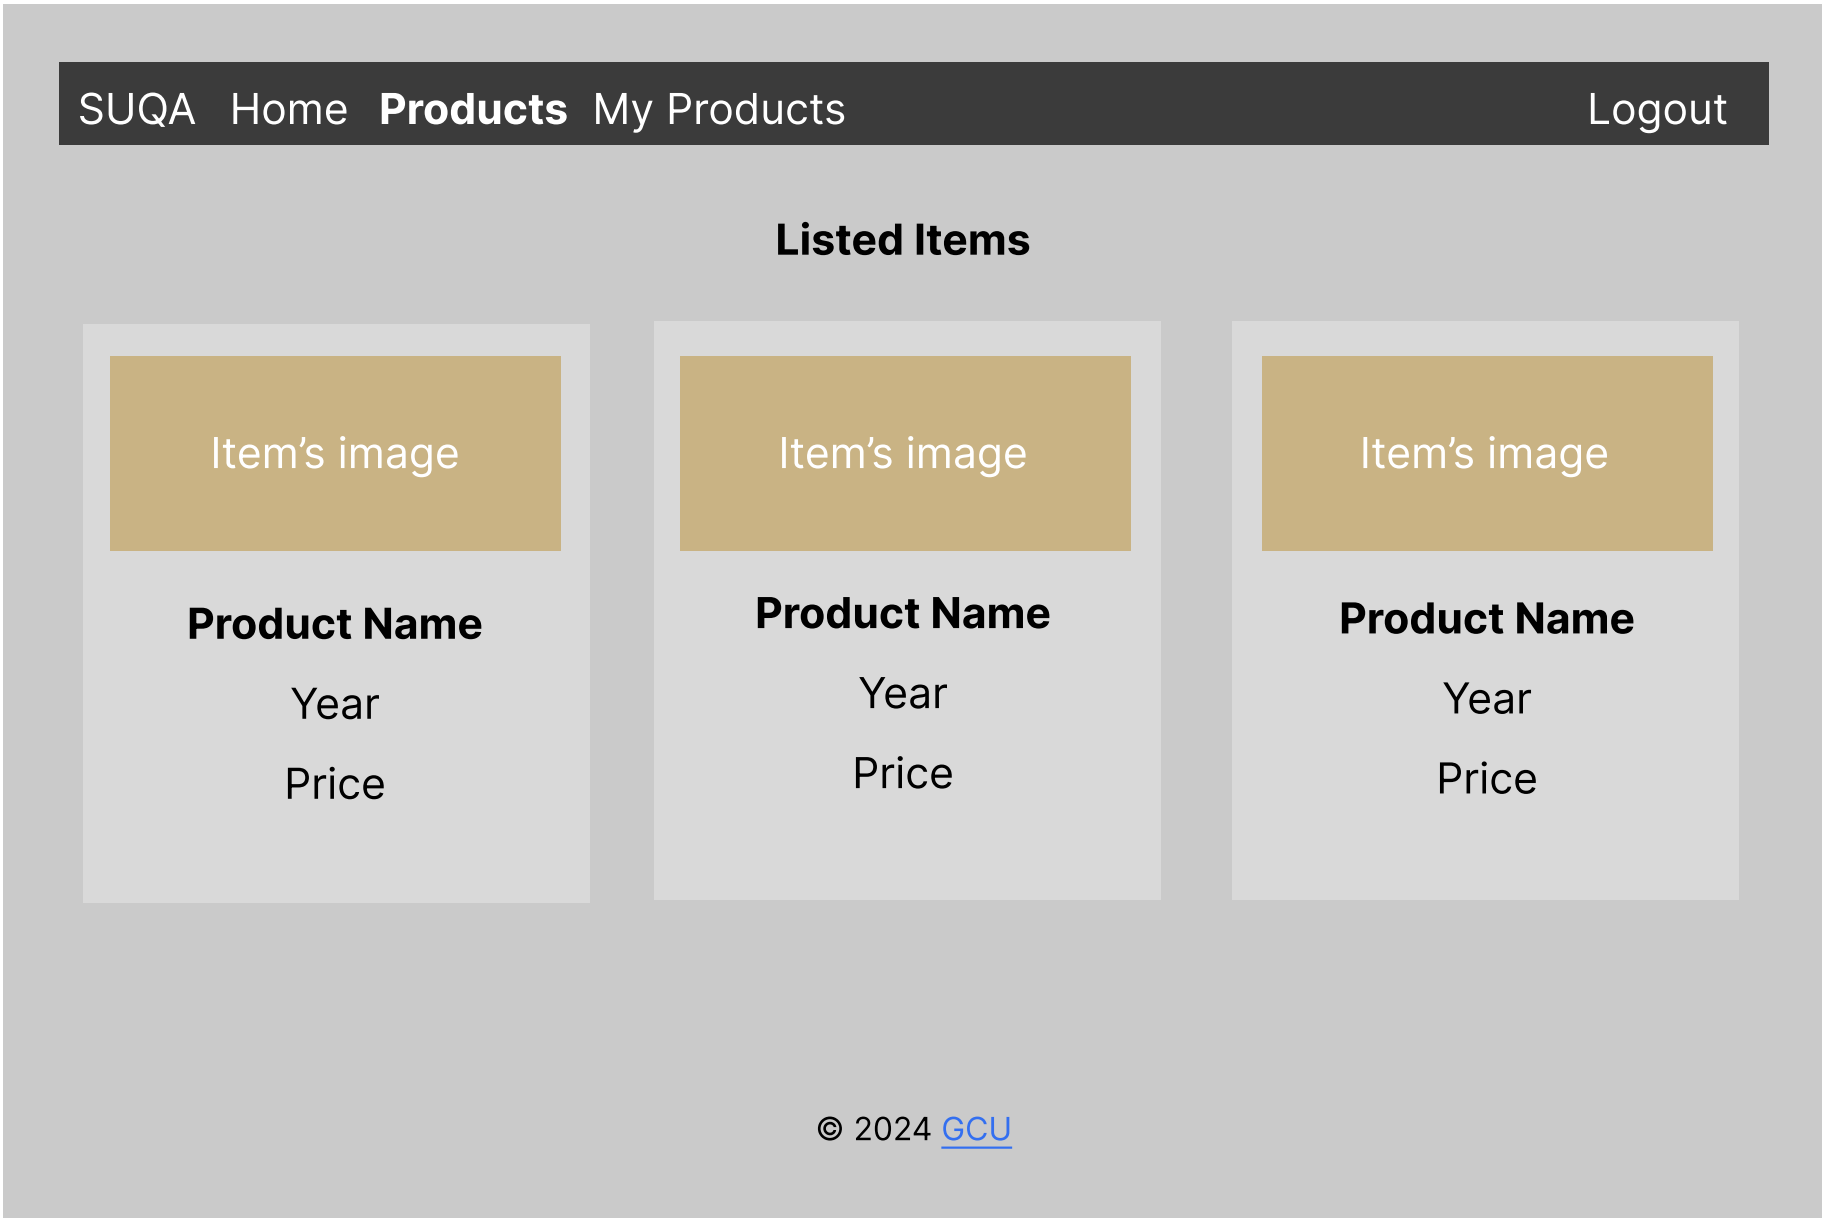 SUQA Home Products My Products Logout
Listed Items
Item’s image
Product Name
Year
Price
Item’s image
Product Name
Year
Price
Item’s image
Product Name
Year
Price
© 2024 GCU